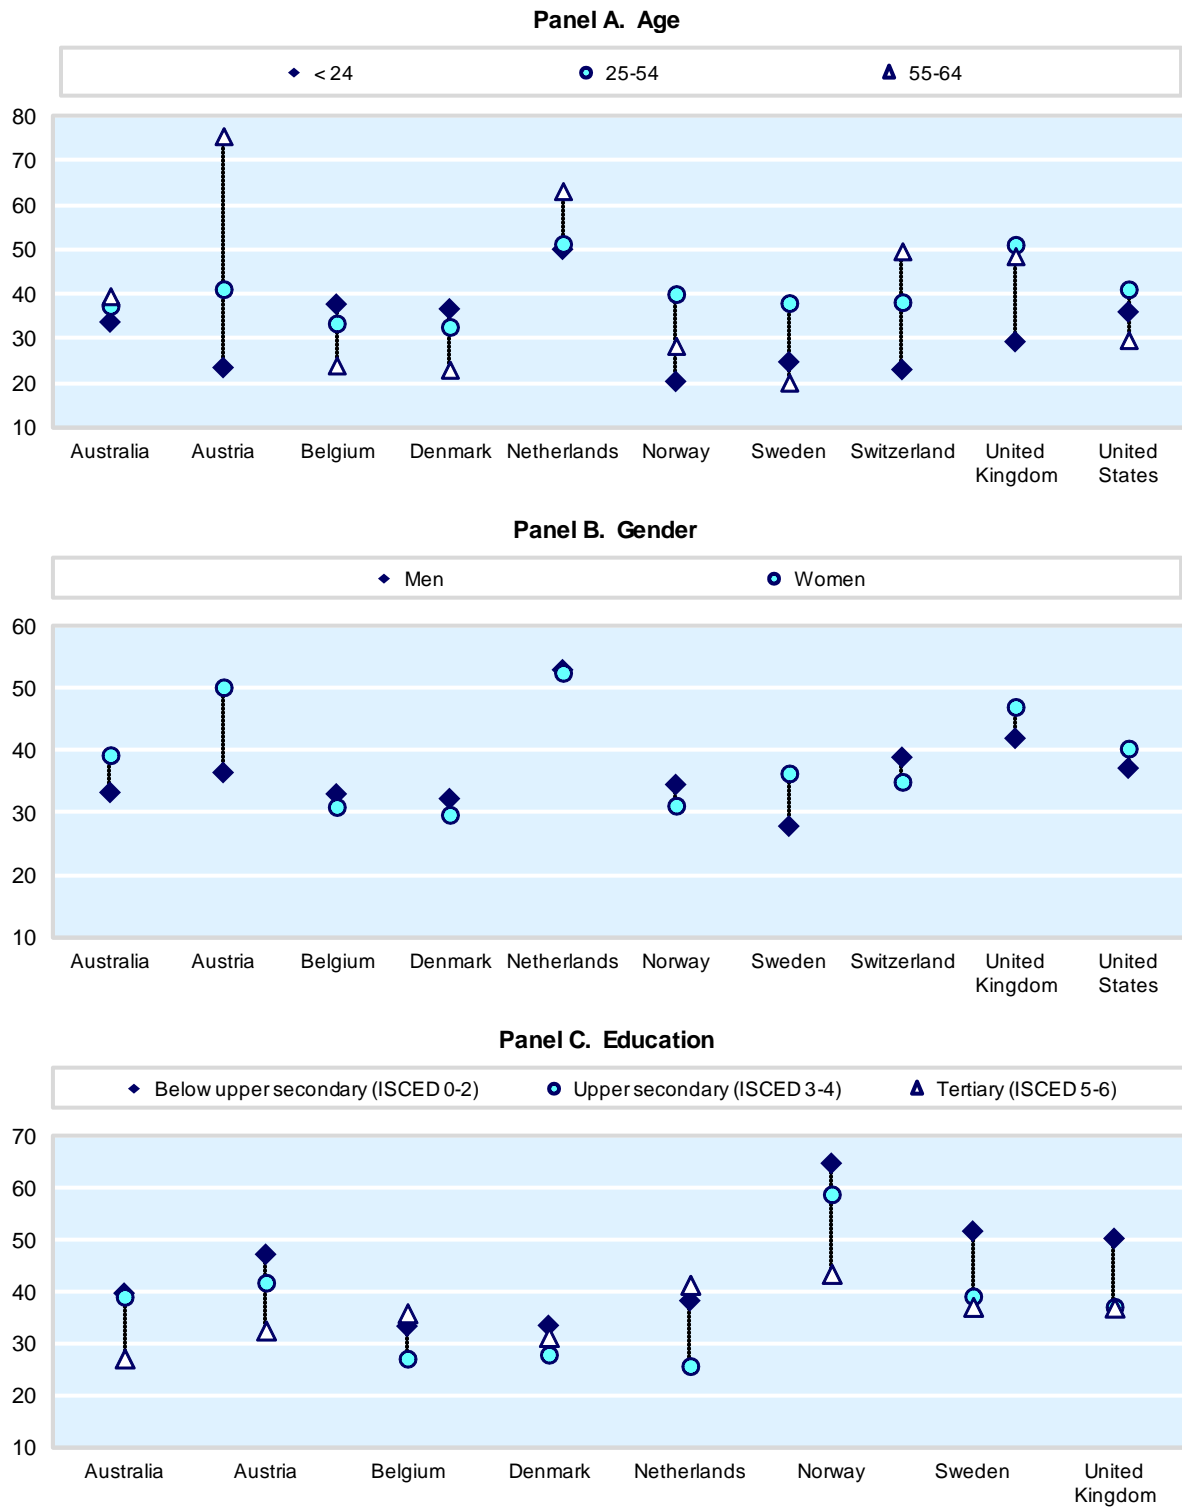 Panel A. Age
< 24 25-54 55-64
80
70
60
50
40
30
20
10
Australia Austria Belgium Denmark Netherlands Norway Sweden Switzerland United Kingdom United States
Panel B. Gender
Men Women
60
50
40
30
20
10
Australia Austria Belgium Denmark Netherlands Norway Sweden Switzerland United Kingdom United States
Panel C. Education
Below upper secondary (ISCED 0-2) Upper secondary (ISCED 3-4) Tertiary (ISCED 5-6)
70
60
50
40
30
20
10
Australia Austria Belgium Denmark Netherlands Norway Sweden United Kingdom